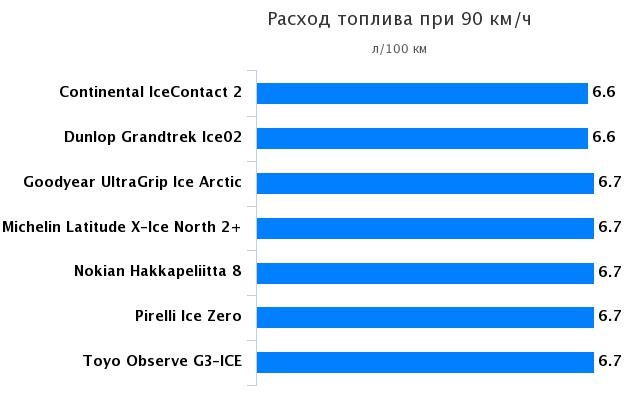 Расход топлива при 90 км/ч
л/100 км
Continental IceContact 2 6.6
Dunlop Grandtrek Ice02 6.6
Goodyear UltraGrip Ice Arctic 6.7
Michelin Latitude X-Ice North 2+ 6.7
Nokian Hakkapeliitta 8 6.7
Pirelli Ice Zero 6.7
Toyo Observe G3-ICE 6.7